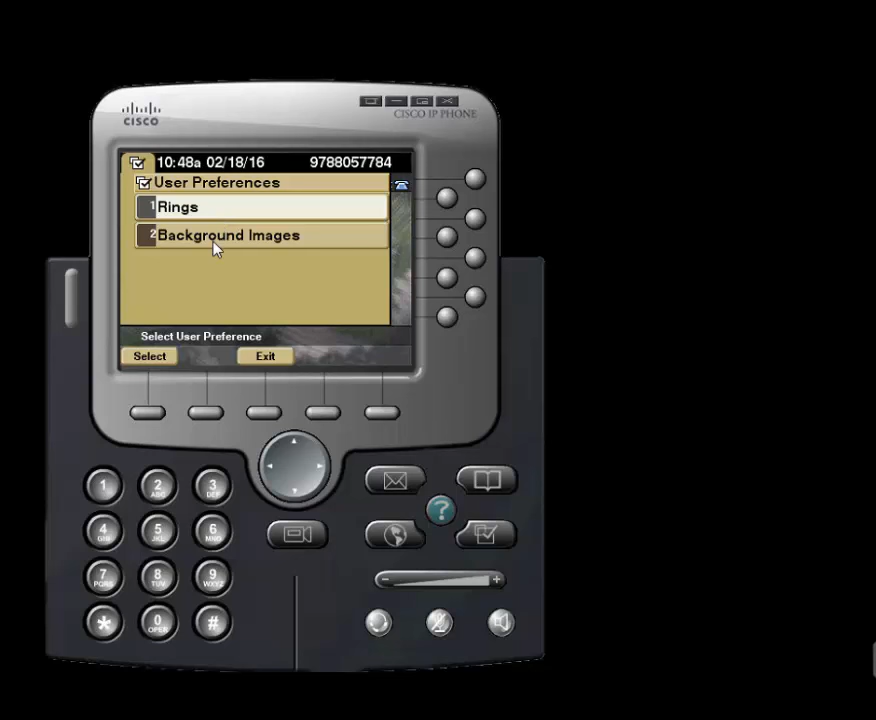 CISCO
CISCO IP PHONE
10:48a 02/18/16 9788057784
User Preferences
1 Rings
2 Background Images
Select User Preference
Select Exit
1 2 ABC 3 DEF
4 GHI 5 JKL 6 MNO
?
7 PQRS 8 TUV 9 WXYZ
- +
* 0 OPER #